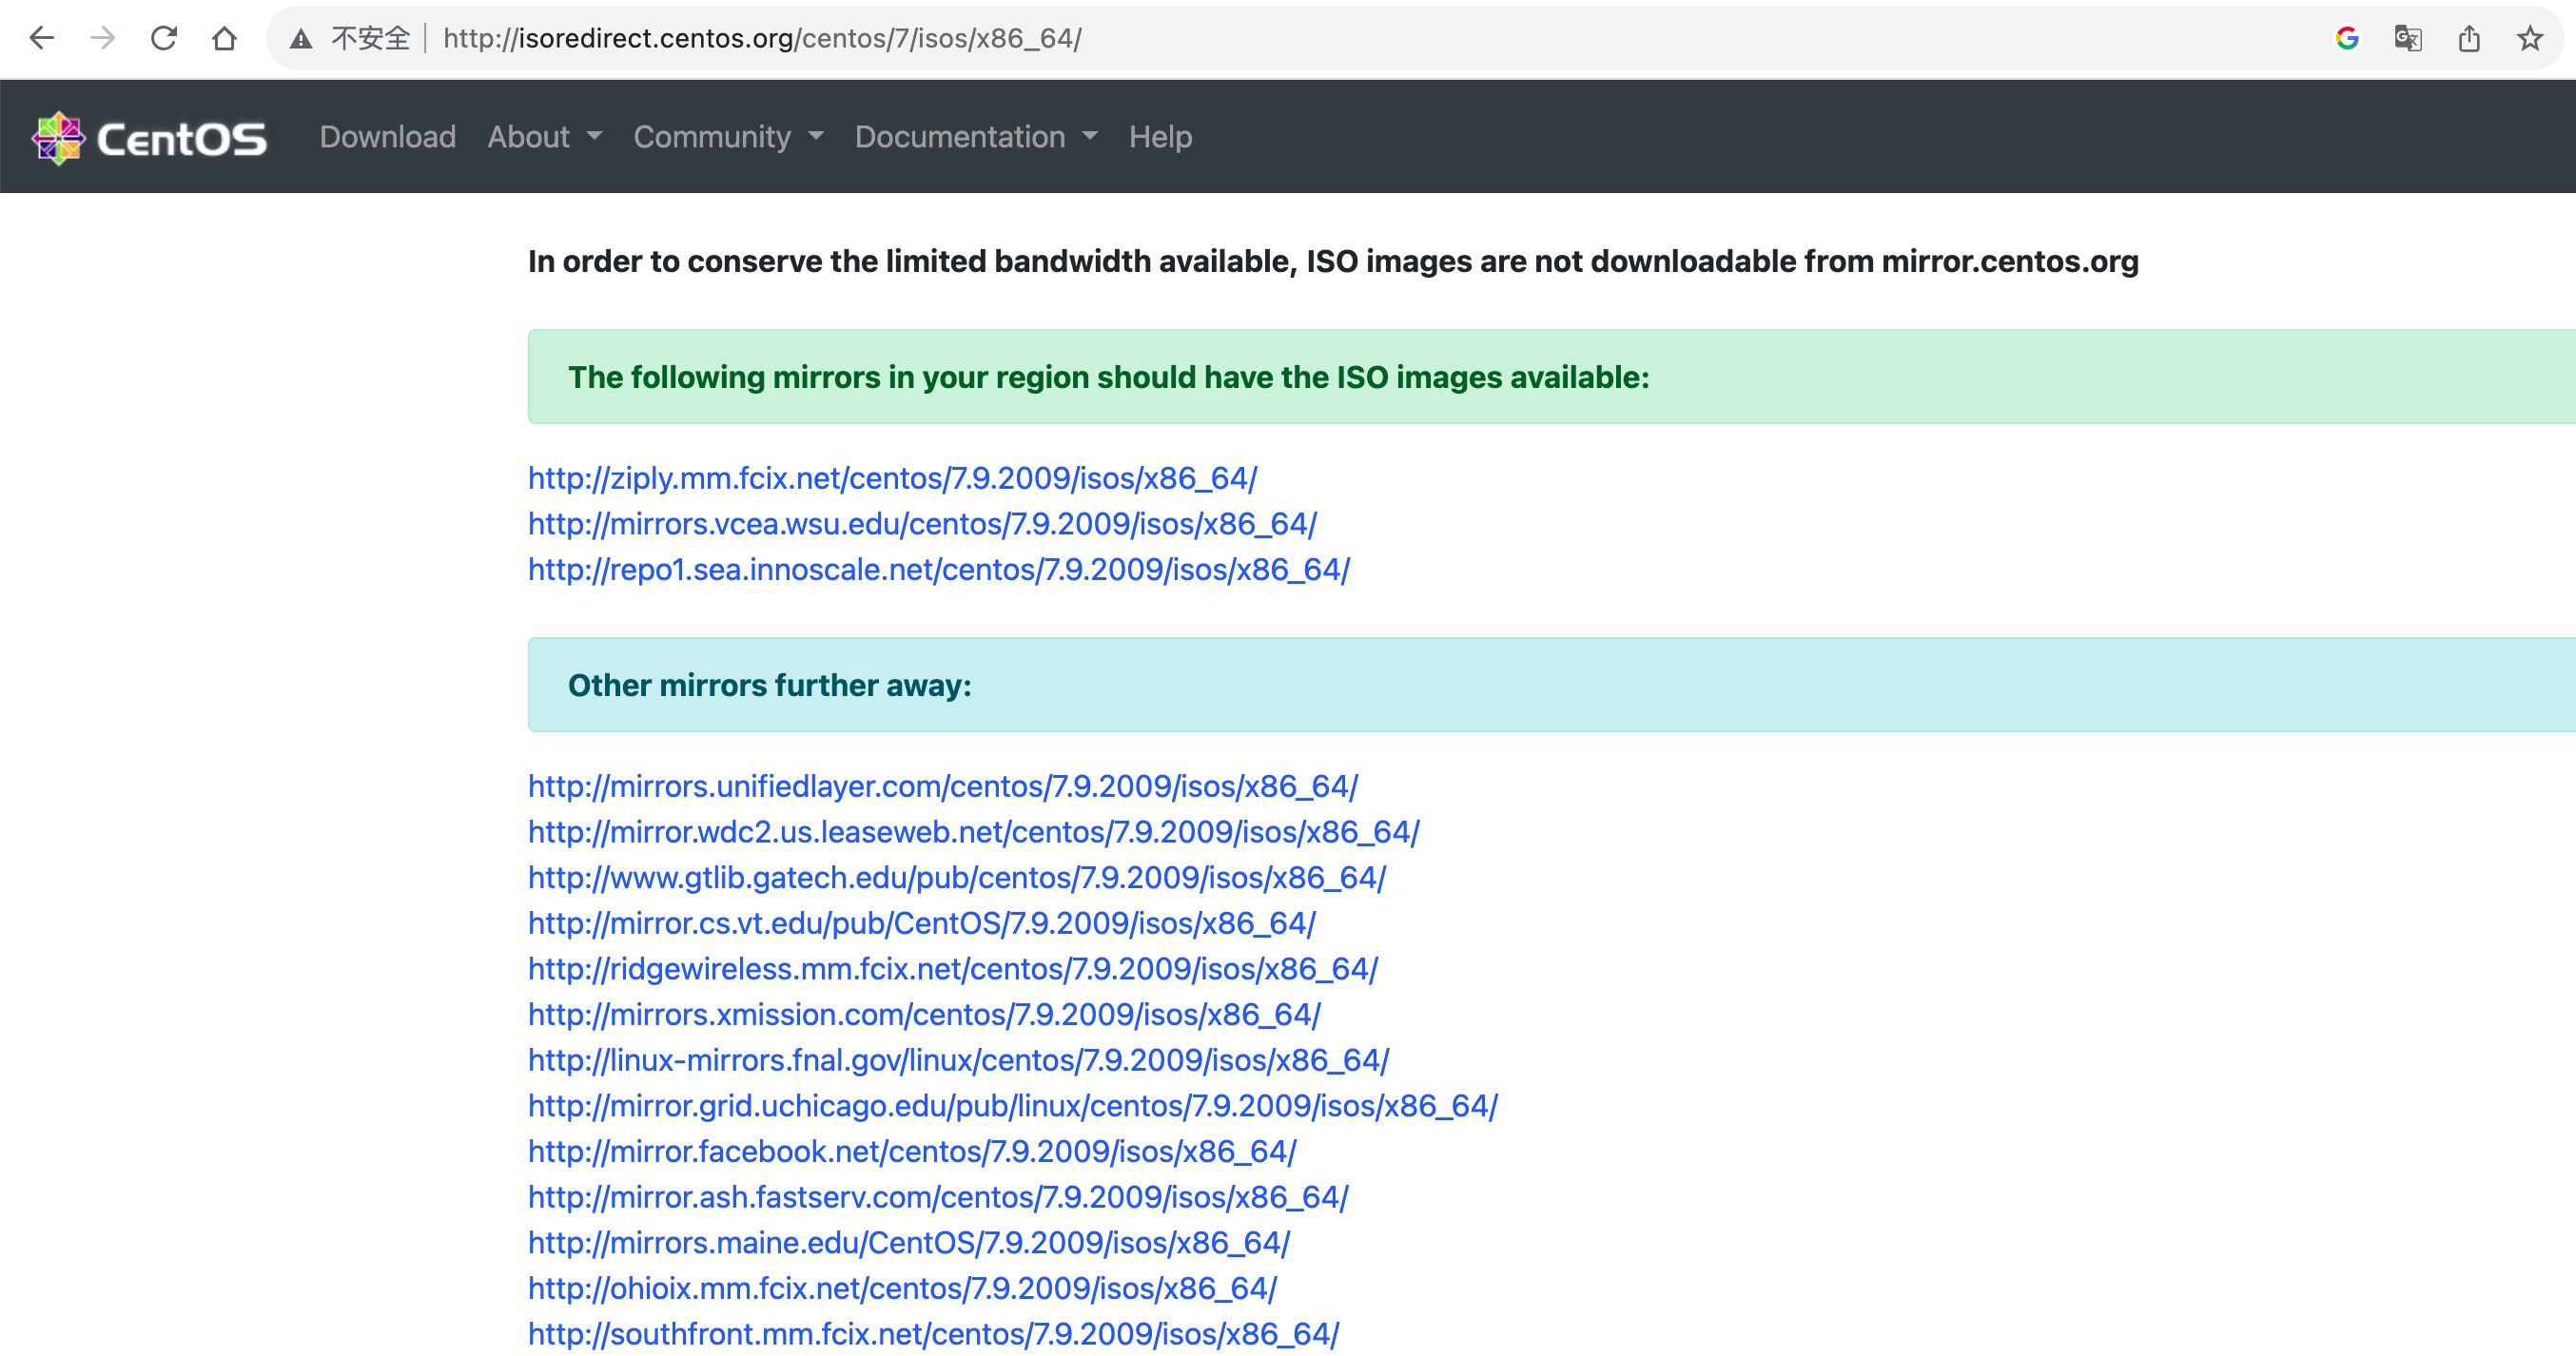 不安全 http://isoredirect.centos.org/centos/7/isos/x86_64/
CentOS Download About Community Documentation Help
In order to conserve the limited bandwidth available, ISO images are not downloadable from mirror.centos.org
The following mirrors in your region should have the ISO images available:
http://ziply.mm.fcix.net/centos/7.9.2009/isos/x86_64/
http://mirrors.vcea.wsu.edu/centos/7.9.2009/isos/x86_64/
http://repo1.sea.innoscale.net/centos/7.9.2009/isos/x86_64/
Other mirrors further away:
http://mirrors.unifiedlayer.com/centos/7.9.2009/isos/x86_64/
http://mirror.wdc2.us.leaseweb.net/centos/7.9.2009/isos/x86_64/
http://www.gtlib.gatech.edu/pub/centos/7.9.2009/isos/x86_64/
http://mirror.cs.vt.edu/pub/CentOS/7.9.2009/isos/x86_64/
http://ridgewireless.mm.fcix.net/centos/7.9.2009/isos/x86_64/
http://mirrors.xmission.com/centos/7.9.2009/isos/x86_64/
http://linux-mirrors.fnal.gov/linux/centos/7.9.2009/isos/x86_64/
http://mirror.grid.uchicago.edu/pub/linux/centos/7.9.2009/isos/x86_64/
http://mirror.facebook.net/centos/7.9.2009/isos/x86_64/
http://mirror.ash.fastserv.com/centos/7.9.2009/isos/x86_64/
http://mirrors.maine.edu/CentOS/7.9.2009/isos/x86_64/
http://ohioix.mm.fcix.net/centos/7.9.2009/isos/x86_64/
http://southfront.mm.fcix.net/centos/7.9.2009/isos/x86_64/